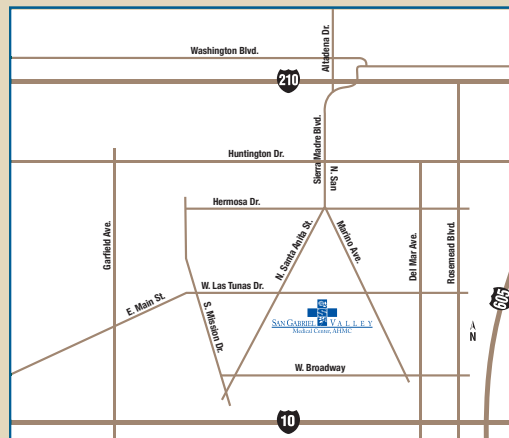 Washington Blvd.
Altadena Dr.
210
Sierra Madre Blvd.
Huntington Dr.
N. San
Hermosa Dr.
Garfield Ave.
N. Santa Anita St.
Marino Ave.
Del Mar Ave.
Rosemead Blvd.
W. Las Tunas Dr.
E. Main St.
S. Mission Dr.
605
SAN GABRIEL VALLEY
Medical Center, AHMC
N
W. Broadway
10